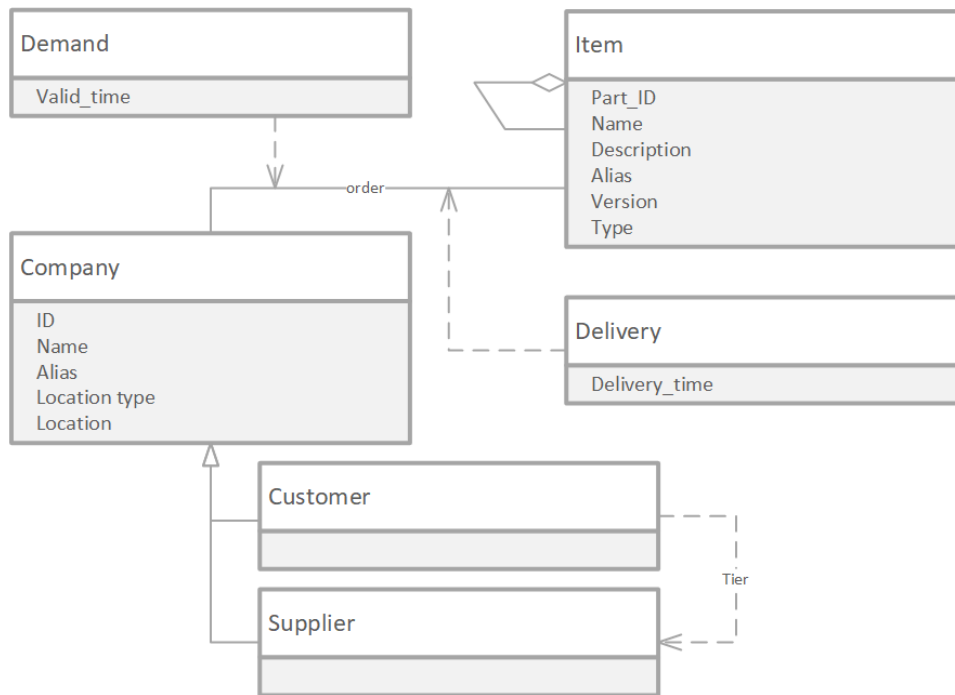 Demand
Valid_time
Item
Part_ID
Name
Description
Alias
Version
Type
order
Company
ID
Name
Alias
Location type
Location
Delivery
Delivery_time
Customer
Tier
Supplier